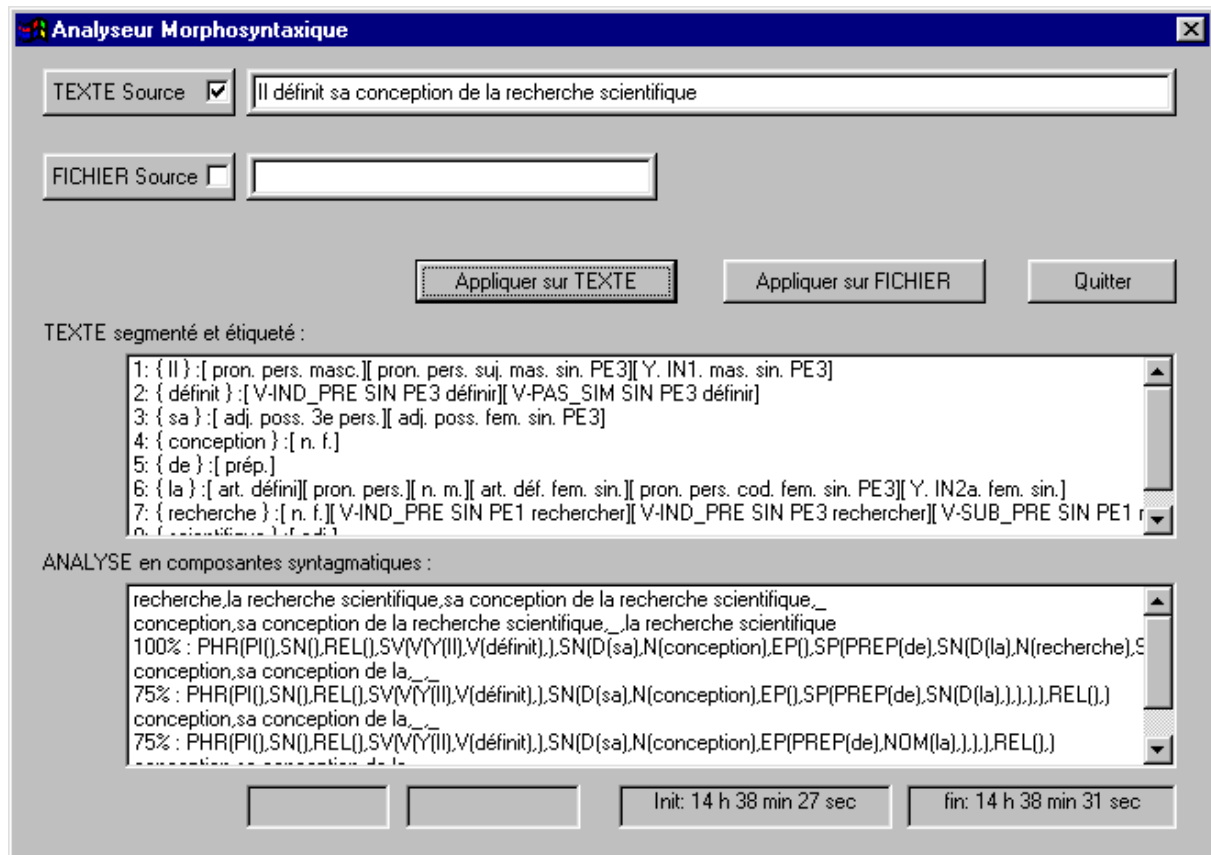 Analyseur Morphosyntaxique
TEXTE Source
Il définit sa conception de la recherche scientifique
FICHIER Source
Appliquer sur TEXTE
Appliquer sur FICHIER
Quitter
TEXTE segmenté et étiqueté :
1: { Il } :[ pron. pers. masc.][ pron. pers. suj. mas. sin. PE3][ Y. IN1. mas. sin. PE3]
2: { définit } :[ V-IND_PRE SIN PE3 définir][ V-PAS_SIM SIN PE3 définir]
3: { sa } :[ adj. poss. 3e pers.][ adj. poss. fem. sin. PE3]
4: { conception } :[ n. f.]
5: { de } :[ prép.]
6: { la } :[ art. défini][ pron. pers.][ n. m.][ art. déf. fem. sin.][ pron. pers. cod. fem. sin. PE3][ Y. IN2a. fem. sin.]
7: { recherche } :[ n. f.][ V-IND_PRE SIN PE1 rechercher][ V-IND_PRE SIN PE3 rechercher][ V-SUB_PRE SIN PE1 r
ANALYSE en composantes syntagmatiques :
recherche,la recherche scientifique,sa conception de la recherche scientifique,_
conception,sa conception de la recherche scientifique,_,la recherche scientifique
100% : PHR(PI(),SN(),REL(),SV(V(Y(Il),V(définit),),SN(D(sa),N(conception),EP(),SP(PREP(de),SN(D(la),N(recherche),S
conception,sa conception de la,_,_
75% : PHR(PI(),SN(),REL(),SV(V(Y(Il),V(définit),),SN(D(sa),N(conception),EP(),SP(PREP(de),SN(D(la),),),),),REL(),)
conception,sa conception de la,_,_
75% : PHR(PI(),SN(),REL(),SV(V(Y(Il),V(définit),),SN(D(sa),N(conception),EP(PREP(de),NOM(la),),),),REL(),)
Init: 14 h 38 min 27 sec
fin: 14 h 38 min 31 sec